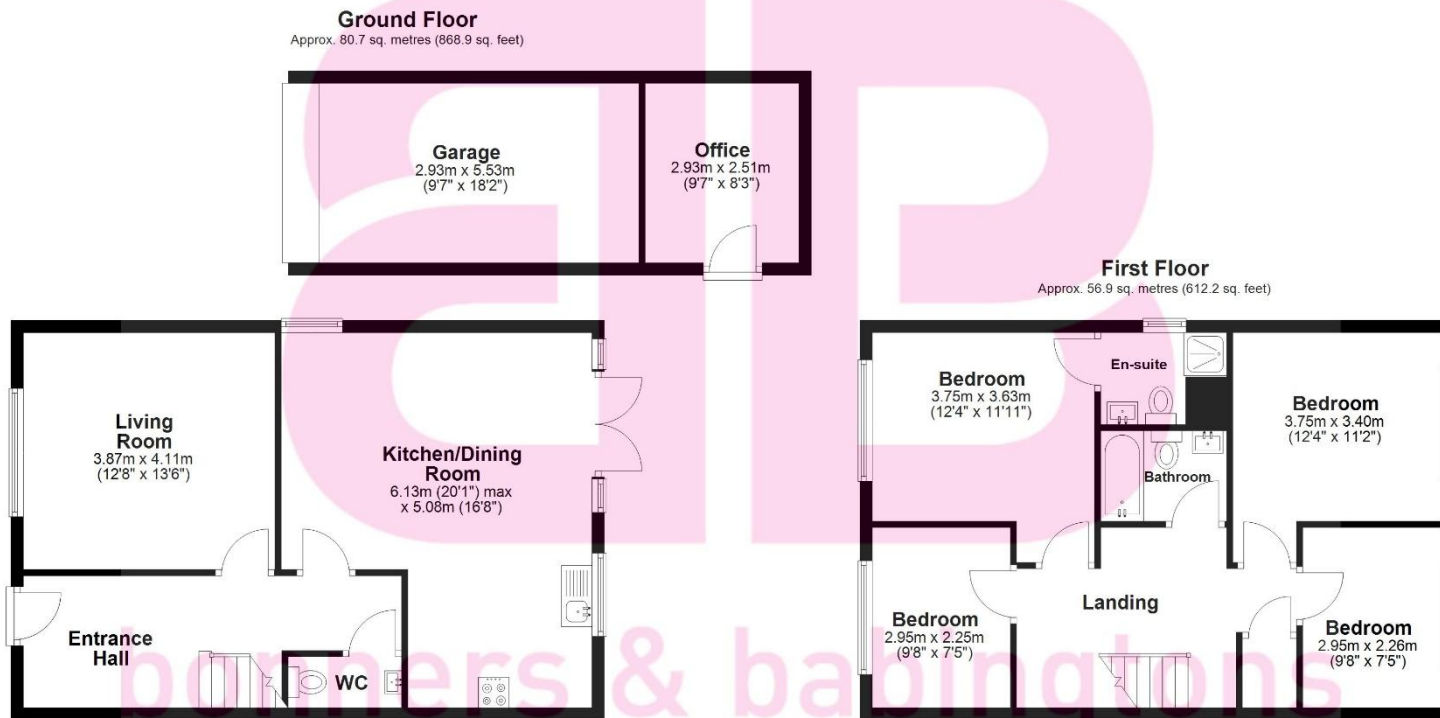 Ground Floor
Approx. 80.7 sq. metres (868.9 sq. feet)
Garage
2.93m x 5.53m
(9'7" x 18'2")
Office
2.93m x 2.51m
(9'7" x 8'3")
Living
Room
3.87m x 4.11m
(12'8" x 13'6")
Kitchen/Dining
Room
6.13m (20'1") max
x 5.08m (16'8")
Entrance
Hall
WC
First Floor
Approx. 56.9 sq. metres (612.2 sq. feet)
Bedroom
3.75m x 3.63m
(12'4" x 11'11")
En-suite
Bedroom
3.75m x 3.40m
(12'4" x 11'2")
Bathroom
Bedroom
2.95m x 2.25m
(9'8" x 7'5")
Landing
Bedroom
2.95m x 2.26m
(9'8" x 7'5")
bonners & babingtons